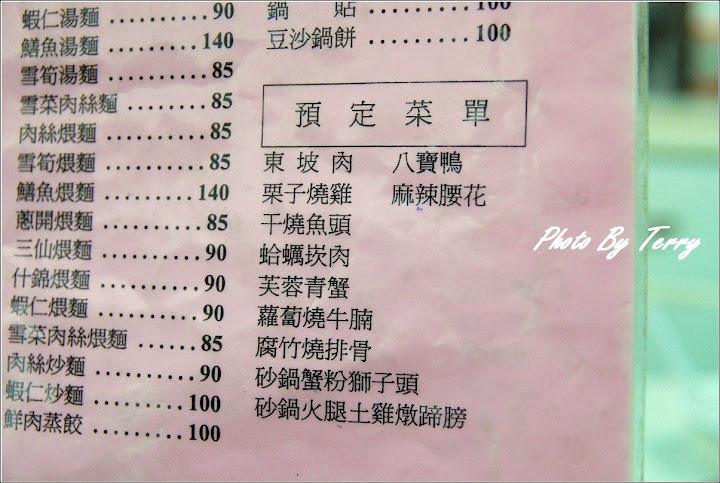 蝦仁湯麵 .......... 90
鱔魚湯麵 .......... 140
雪筍湯麵 .......... 85
雪菜肉絲麵 ........ 85
肉絲煨麵 .......... 85
雪筍煨麵 .......... 85
鱔魚煨麵 .......... 140
蔥開煨麵 .......... 85
三仙煨麵 .......... 90
什錦煨麵 .......... 90
蝦仁煨麵 .......... 90
雪菜肉絲煨麵 ...... 85
肉絲炒麵 .......... 90
蝦仁炒麵 .......... 100
鮮肉蒸餃 .......... 100
鍋貼 .......... 100
豆沙鍋餅 .......... 100
預定菜單
東坡肉 八寶鴨
栗子燒雞 麻辣腰花
干燒魚頭
蛤蠣崁肉
芙蓉青蟹
蘿蔔燒牛腩
腐竹燒排骨
砂鍋蟹粉獅子頭
砂鍋火腿土雞燉蹄膀
Photo By Terry